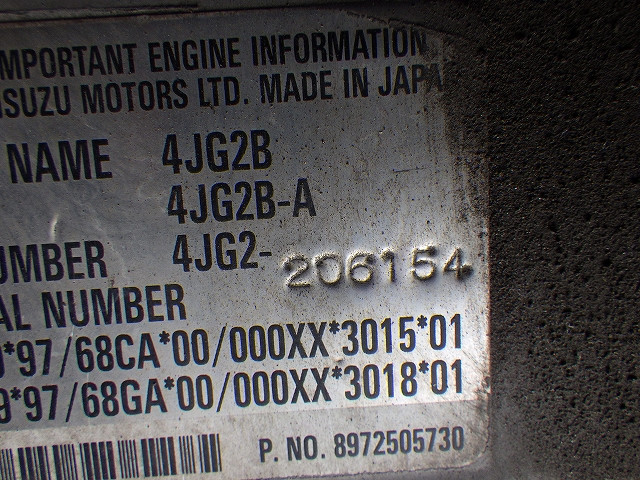 IMPORTANT ENGINE INFORMATION
ISUZU MOTORS LTD. MADE IN JAPA
NAME 4JG2B
4JG2B-A
UMBER 4JG2-206154
AL NUMBER
9*97/68CA*00/000XX*3015*01
9*97/68GA*00/000XX*3018*01
P. NO. 8972505730